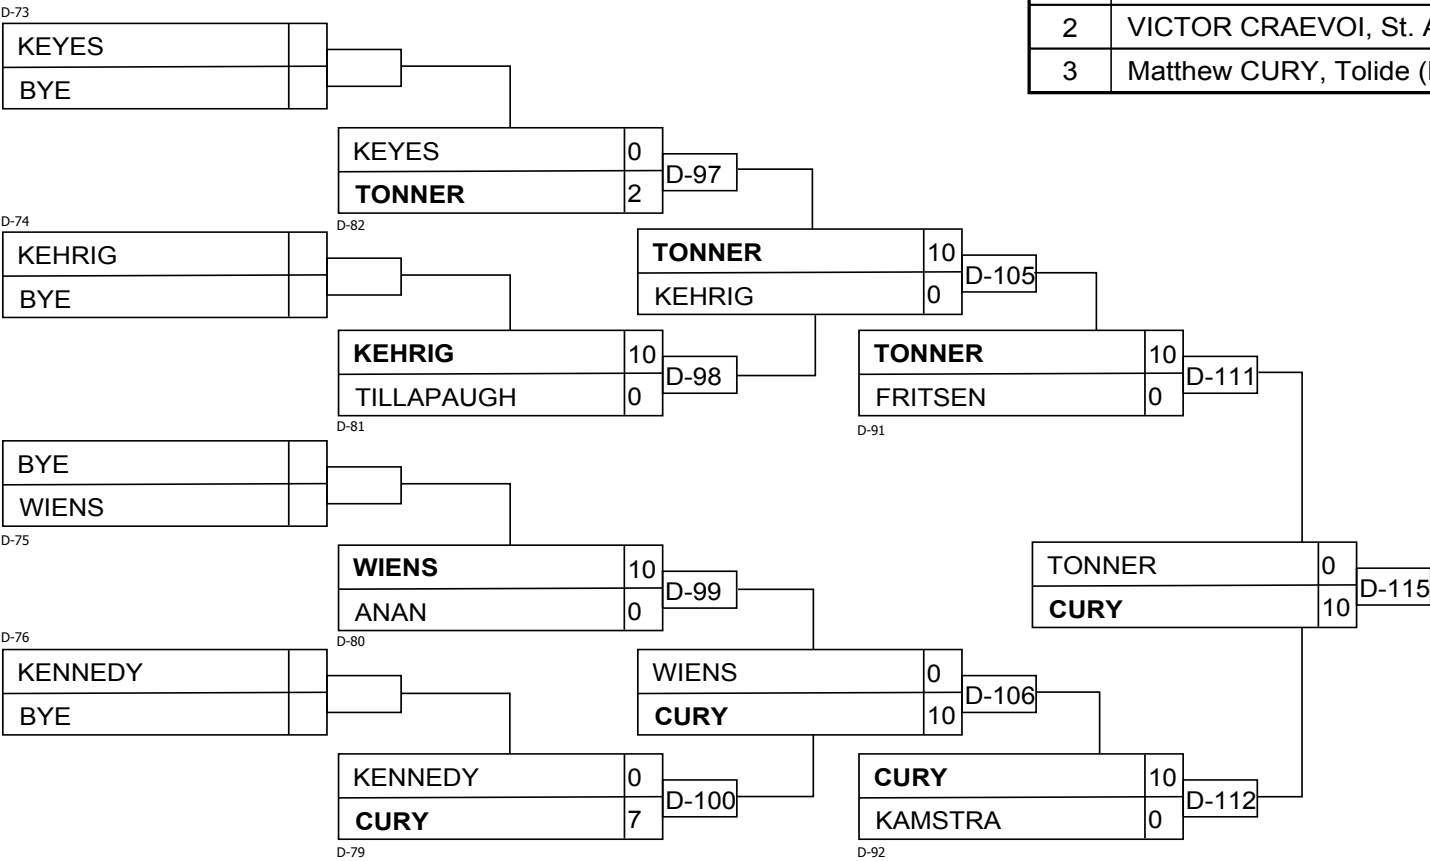 D-73
KEYES
BYE
2 VICTOR CRAEVOI, St.
3 Matthew CURY, Tolide
KEYES 0
TONNER 2
D-97
D-82
D-74
KEHRIG
BYE
TONNER 10
KEHRIG 0
D-105
KEHRIG 10
TILLAPAUGH 0
D-98
D-81
TONNER 10
FRITSEN 0
D-111
D-91
BYE
WIENS
D-75
WIENS 10
ANAN 0
D-99
D-80
TONNER 0
CURY 10
D-115
D-76
KENNEDY
BYE
WIENS 0
CURY 10
D-106
KENNEDY 0
CURY 7
D-100
D-79
CURY 10
KAMSTRA 0
D-112
D-92